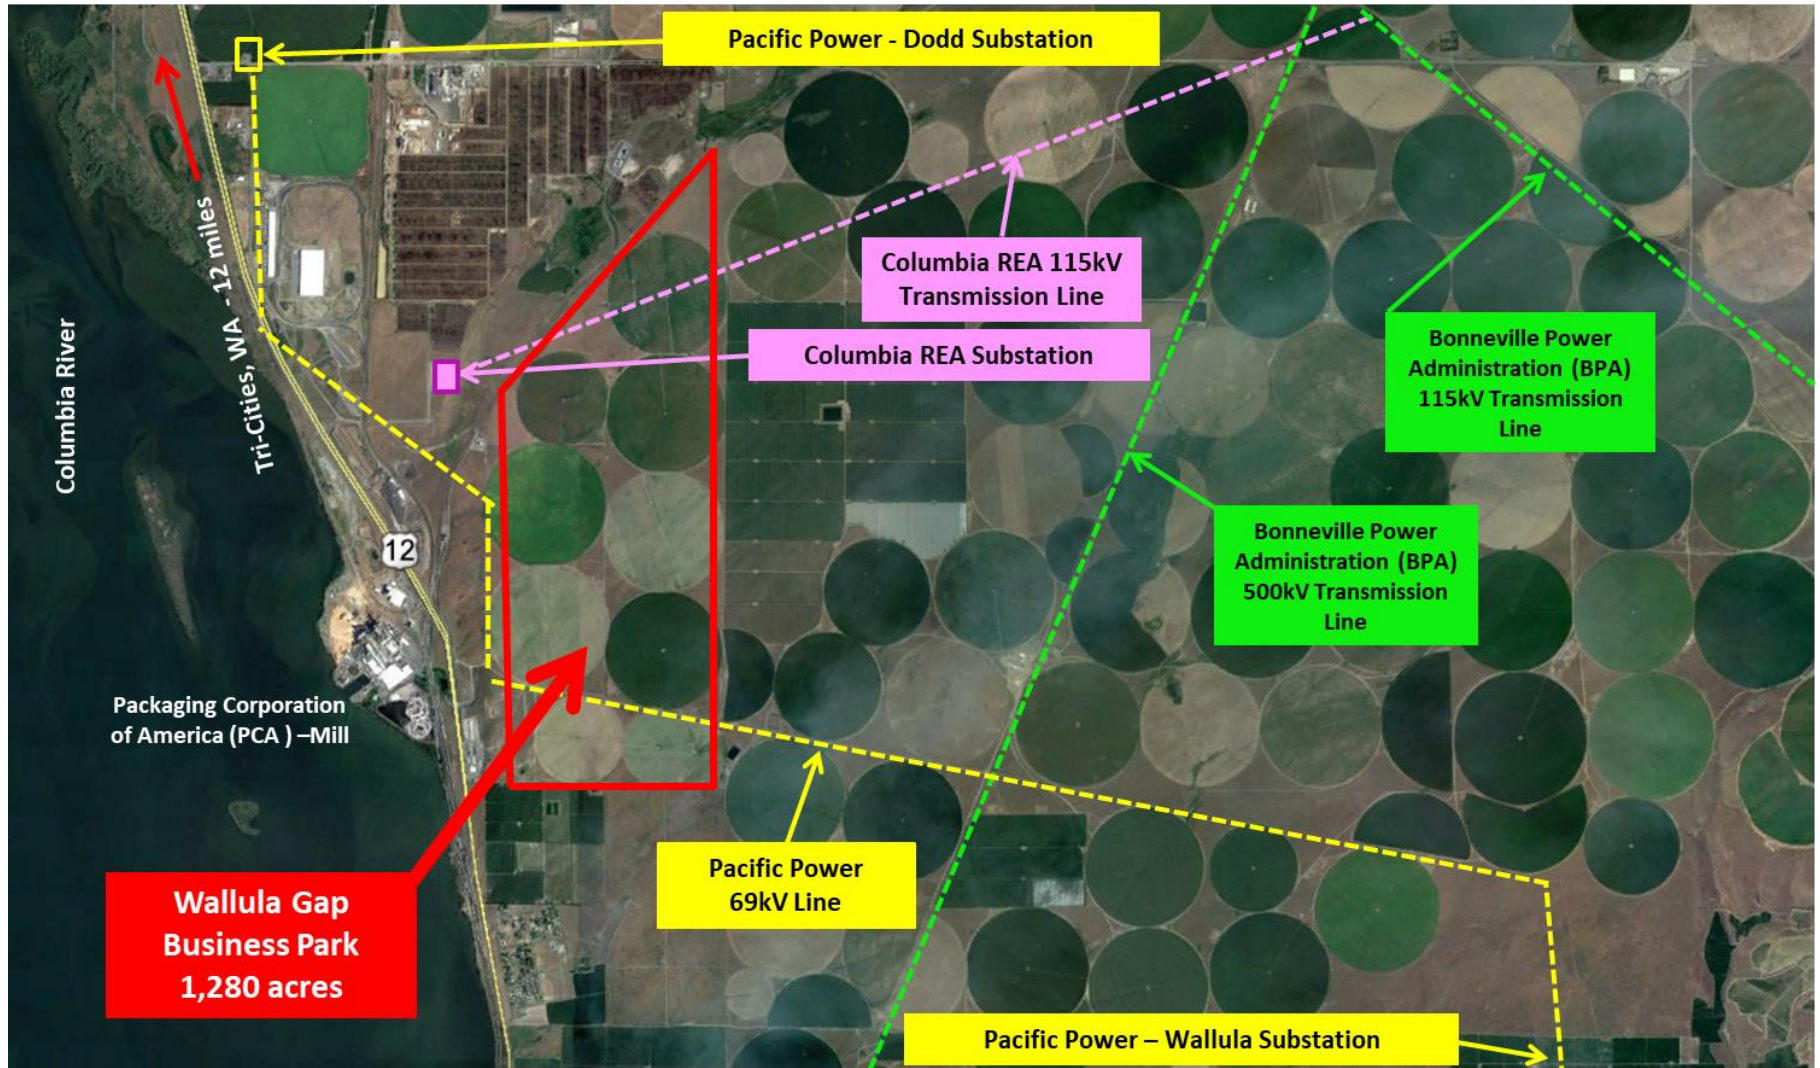 Pacific Power - Dodd Substation
Tri-Cities, WA - 12 miles
Columbia REA 115kV
Transmission Line
Columbia REA Substation
Columbia River
Bonneville Power
Administration (BPA)
115kV Transmission
Line
12
Bonneville Power
Administration (BPA)
500kV Transmission
Line
Packaging Corporation
of America (PCA ) –Mill
Pacific Power
69kV Line
Wallula Gap
Business Park
1,280 acres
Pacific Power – Wallula Substation